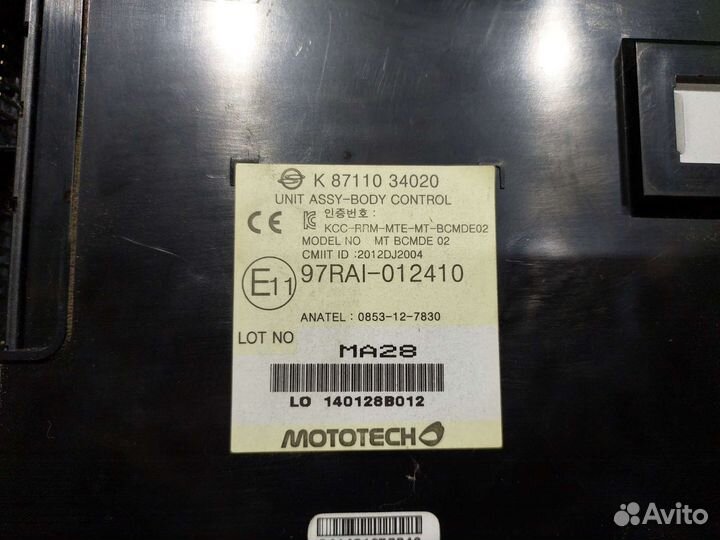 K 87110 34020
UNIT ASSY-BODY CONTROL
인증번호 :
KCC-RRM-MTE-MT-BCMDE02
MODEL NO MT BCMDE 02
CMIIT ID :2012DJ2004
CE
E11 97RAI-012410
ANATEL : 0853-12-7830
LOT NO
MA28
LO 140128B012
MOTOTECH
Avito